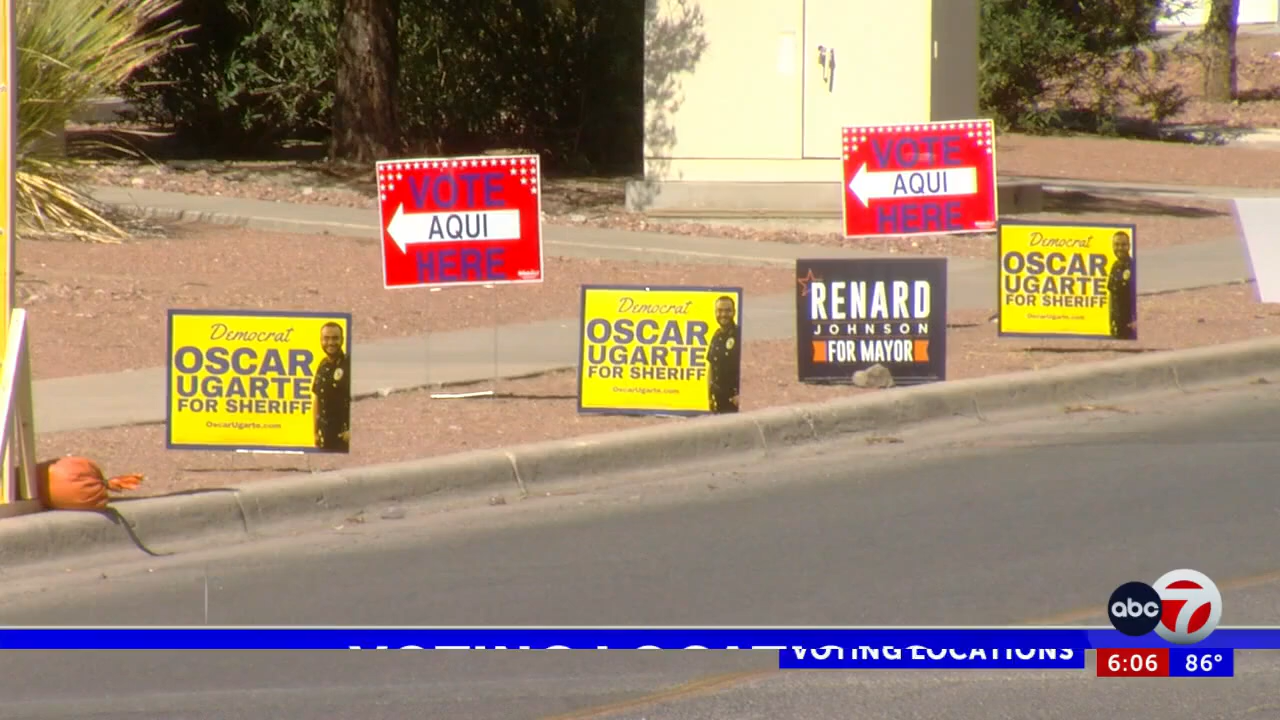 VOTE
AQUI
HERE
VOTE
AQUI
HERE
Democrat
OSCAR
UGARTE
FOR SHERIFF
OscarUgarte.com
Democrat
OSCAR
UGARTE
FOR SHERIFF
OscarUgarte.com
RENARD
JOHNSON
FOR MAYOR
Democrat
OSCAR
UGARTE
FOR SHERIFF
OscarUgarte.com
abc 7
VOTING LOCATIONS
6:06 86°